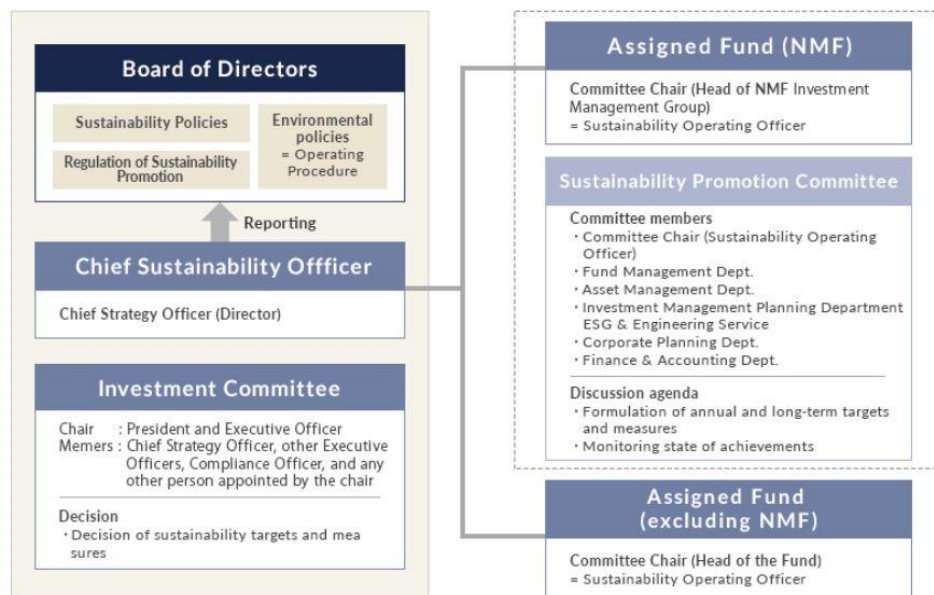 Board of Directors
Sustainability Policies
Regulation of Sustainability
Promotion
Environmental
policies
= Operating
Procedure
Reporting
Chief Sustainability Offfficer
Chief Strategy Officer (Director)
Investment Committee
Chair : President and Executive Officer
Memers : Chief Strategy Officer, other Executive
Officers, Compliance Officer, and any
other person appointed by the chair
Decision
・Decision of sustainability targets and mea
sures
Assigned Fund (NMF)
Committee Chair (Head of NMF Investment
Management Group)
= Sustainability Operating Officer
Sustainability Promotion Committee
Committee members
・Committee Chair (Sustainability Operating
Officer)
・Fund Management Dept.
・Asset Management Dept.
・Investment Management Planning Department
ESG & Engineering Service
・Corporate Planning Dept.
・Finance & Accounting Dept.
Discussion agenda
・Formulation of annual and long-term targets
and measures
・Monitoring state of achievements
Assigned Fund
(excluding NMF)
Committee Chair (Head of the Fund)
= Sustainability Operating Officer